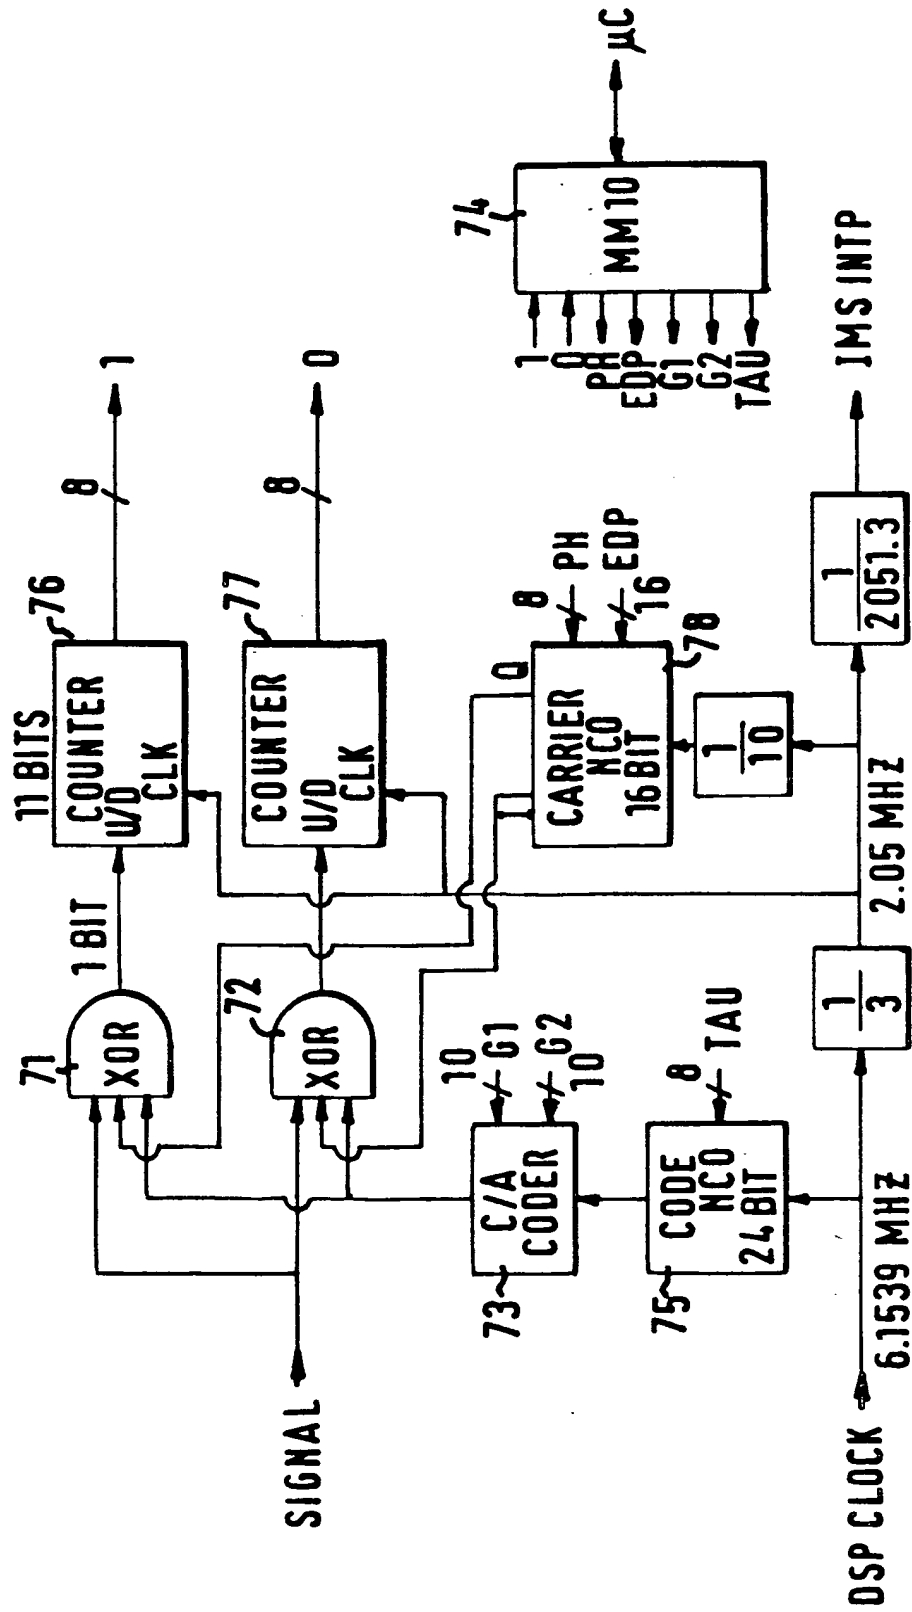 11 BITS
76
COUNTER
U/D
CLK
8
1
71
XOR
1 BIT
77
COUNTER
U/D
CLK
8
0
72
XOR
SIGNAL
10
G1
G2
10
C/A
CODER
73
Q
CARRIER
NCO
16 BIT
78
8
PH
EDP
16
74
MM10
µC
1
0
PH
EDP
G1
G2
TAU
8
TAU
CODE
NCO
24 BIT
75
1
10
DSP CLOCK
6.1539 MHZ
1
3
2.05 MHZ
1
2051.3
IMS INTP